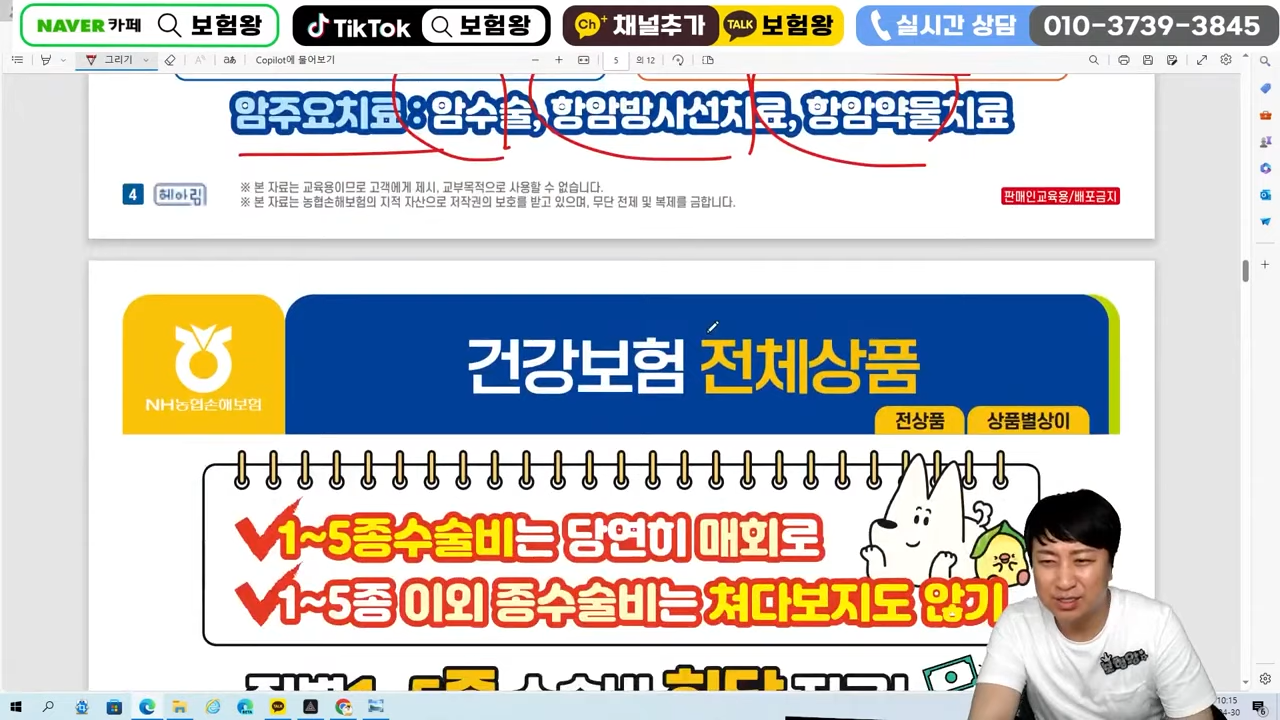 NAVER 카페 보험왕
TikTok 보험왕
Ch+ 채널추가 TALK 보험왕
실시간 상담 010-3739-3845
그리기
Copilot에 물어보기
5 의 12
암주요치료 : 암수술, 항암방사선치료, 항암약물치료
4 헤아림
※ 본 자료는 교육용이므로 고객에게 제시, 교부목적으로 사용할 수 없습니다.
※ 본 자료는 농협손해보험의 지적자산으로 저작권의 보호를 받고 있으며, 무단 전제 및 복제를 금합니다.
판매인교육용/배포금지
NH농협손해보험
건강보험 전체상품
전상품 상품별상이
1~5종수술비는 당연히 매회로
1~5종 이외 종수술비는 쳐다보지도 않기
보험왕
10:15
04-30